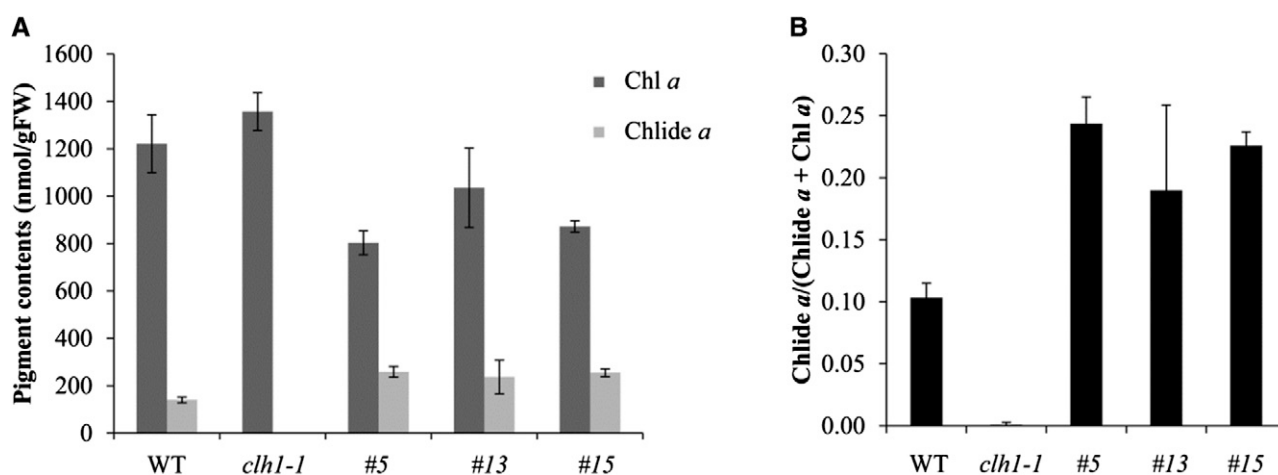 A
Pigment contents (nmol/gFW)
1600
1400
1200
1000
800
600
400
200
0
Chl a
Chlide a
WT clh1-1 #5 #13 #15
B
Chlide a/(Chlide a + Chl a)
0.30
0.25
0.20
0.15
0.10
0.05
0.00
WT clh1-1 #5 #13 #15